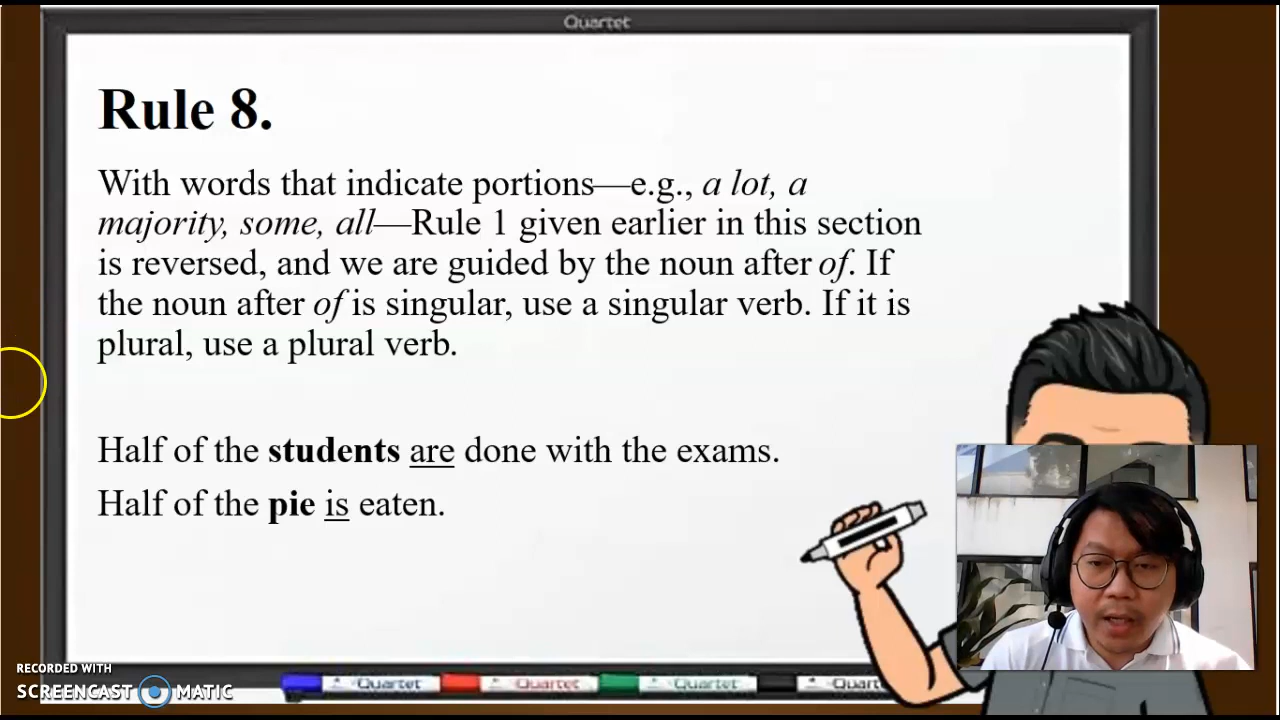 Quartet
Rule 8.
With words that indicate portions—e.g., a lot, a
majority, some, all—Rule 1 given earlier in this section
is reversed, and we are guided by the noun after of. If
the noun after of is singular, use a singular verb. If it is
plural, use a plural verb.
Half of the students are done with the exams.
Half of the pie is eaten.
RECORDED WITH
SCREENCAST MATIC
Quartet Quartet Quartet